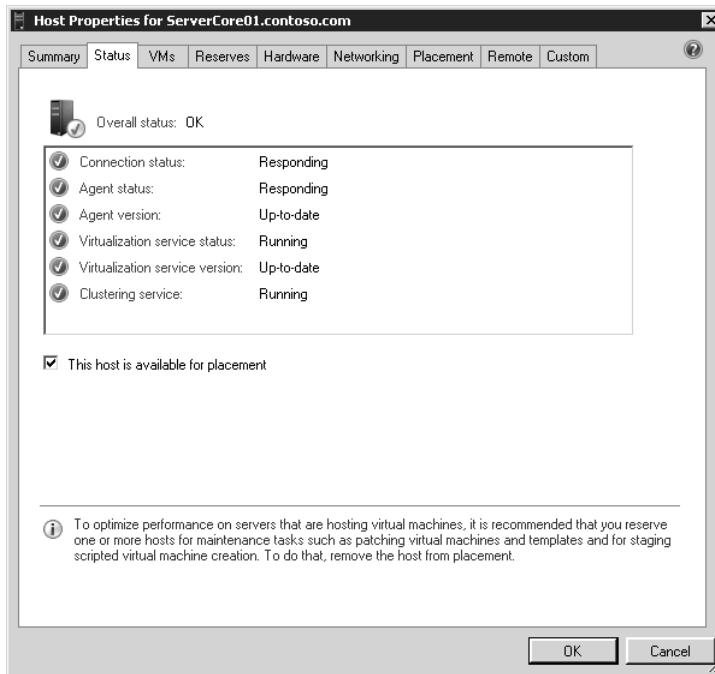 Host Properties for ServerCore01.contoso.com
Summary Status VMs Reserves Hardware Networking Placement Remote Custom
Overall status: OK
Connection status: Responding
Agent status: Responding
Agent version: Up-to-date
Virtualization service status: Running
Virtualization service version: Up-to-date
Clustering service: Running
This host is available for placement
To optimize performance on servers that are hosting virtual machines, it is recommended that you reserve
one or more hosts for maintenance tasks such as patching virtual machines and templates and for staging
scripted virtual machine creation. To do that, remove the host from placement.
OK Cancel